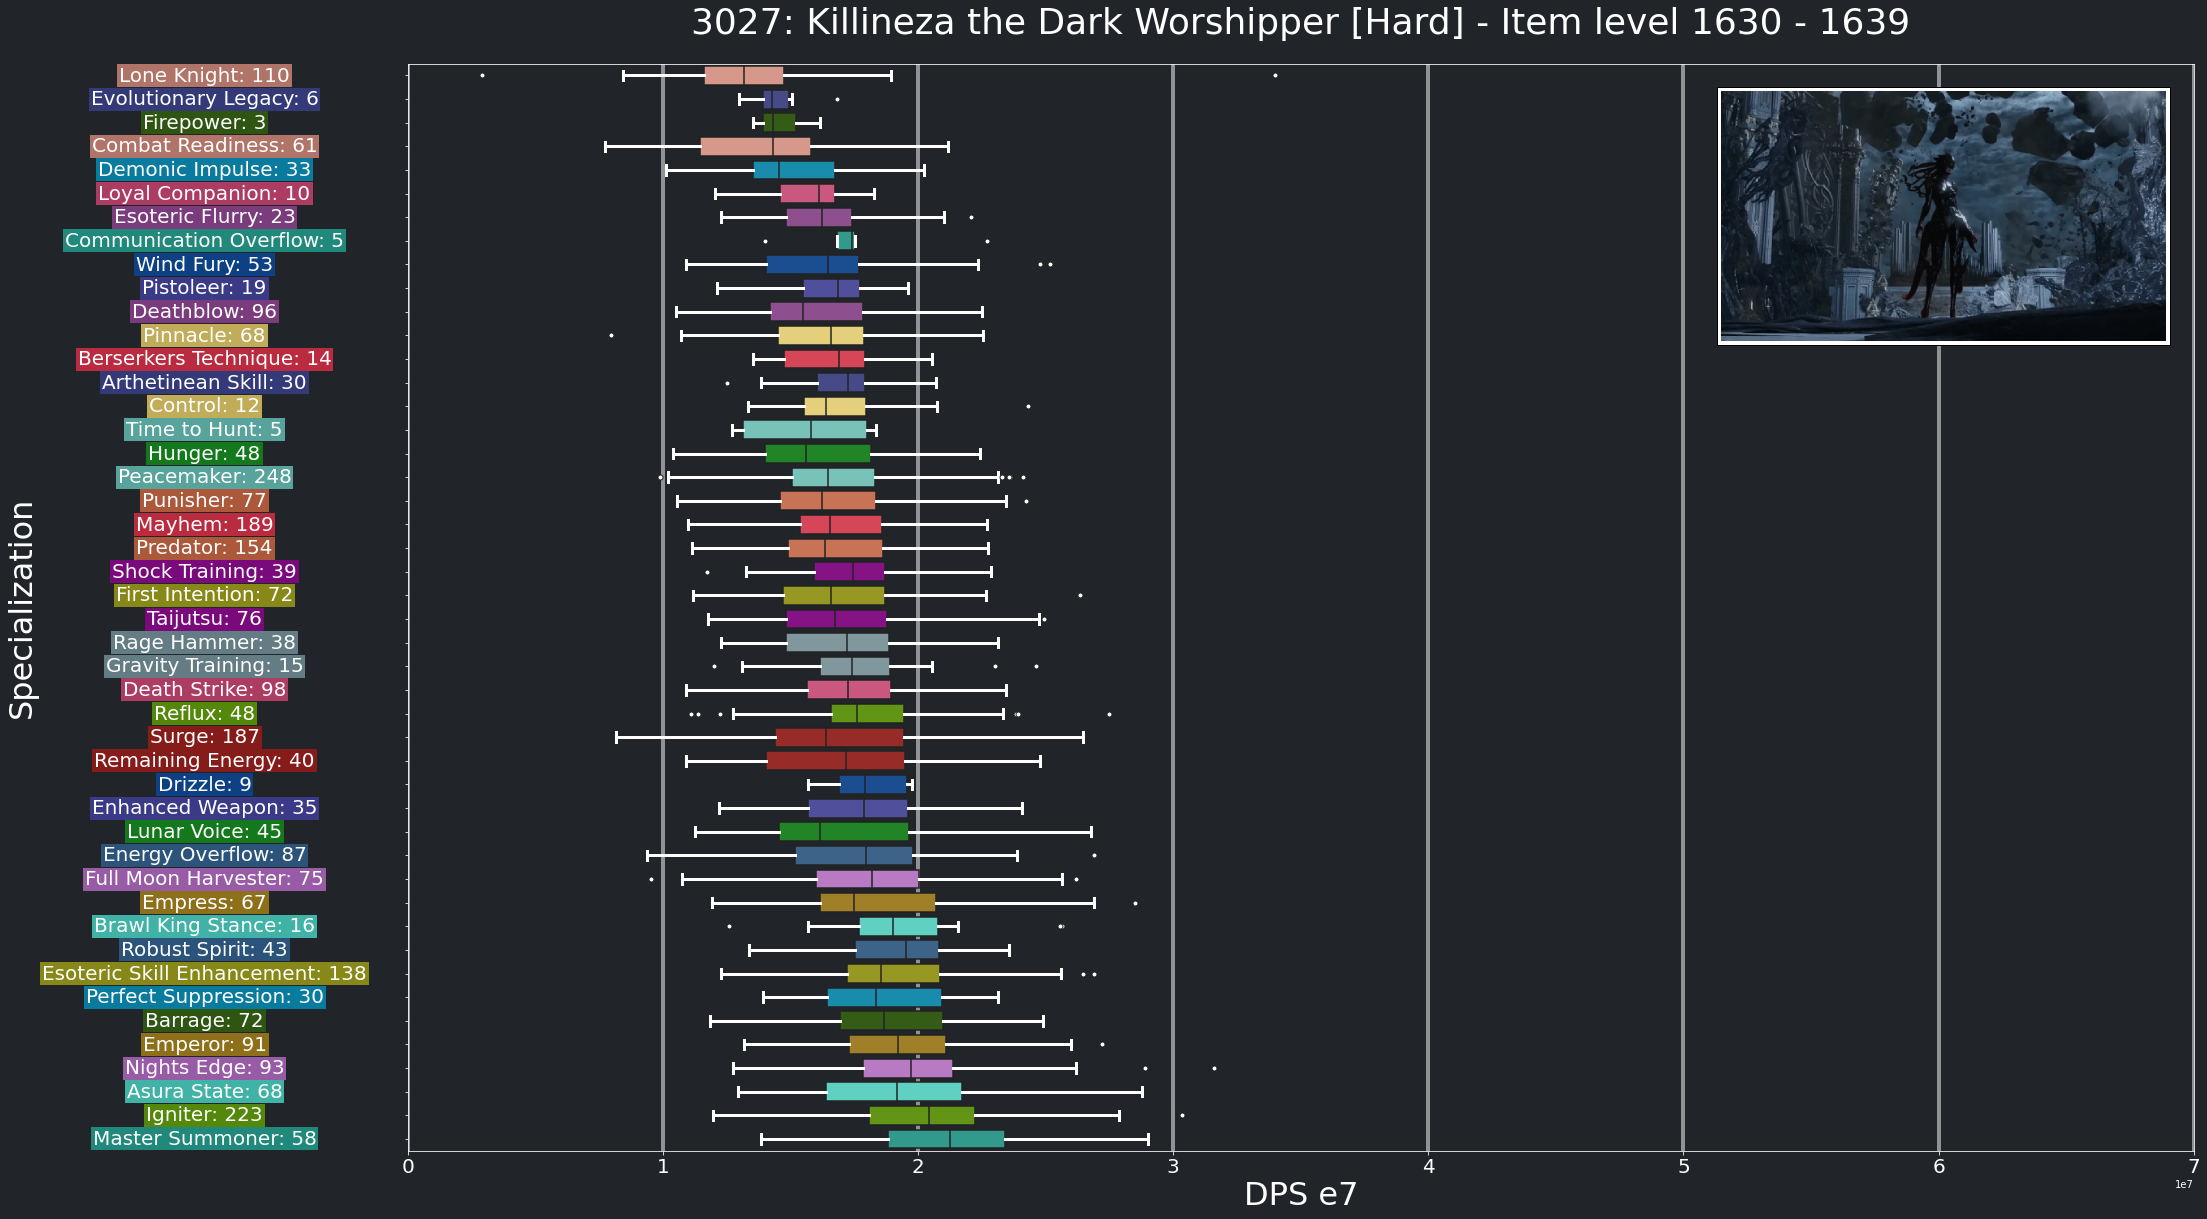 3027: Killineza the Dark Worshipper [Hard] - Item level 1630 - 1639
Lone Knight: 110
Evolutionary Legacy: 6
Firepower: 3
Combat Readiness: 61
Demonic Impulse: 33
Loyal Companion: 10
Esoteric Flurry: 23
Communication Overflow: 5
Wind Fury: 53
Pistoleer: 19
Deathblow: 96
Pinnacle: 68
Berserkers Technique: 14
Arthetinean Skill: 30
Control: 12
Time to Hunt: 5
Hunger: 48
Peacemaker: 248
Punisher: 77
Mayhem: 189
Predator: 154
Shock Training: 39
First Intention: 72
Taijutsu: 76
Rage Hammer: 38
Gravity Training: 15
Death Strike: 98
Reflux: 48
Surge: 187
Remaining Energy: 40
Drizzle: 9
Enhanced Weapon: 35
Lunar Voice: 45
Energy Overflow: 87
Full Moon Harvester: 75
Empress: 67
Brawl King Stance: 16
Robust Spirit: 43
Esoteric Skill Enhancement: 138
Perfect Suppression: 30
Barrage: 72
Emperor: 91
Nights Edge: 93
Asura State: 68
Igniter: 223
Master Summoner: 58
Specialization
0 1 2 3 4 5 6 7
1e7
DPS e7